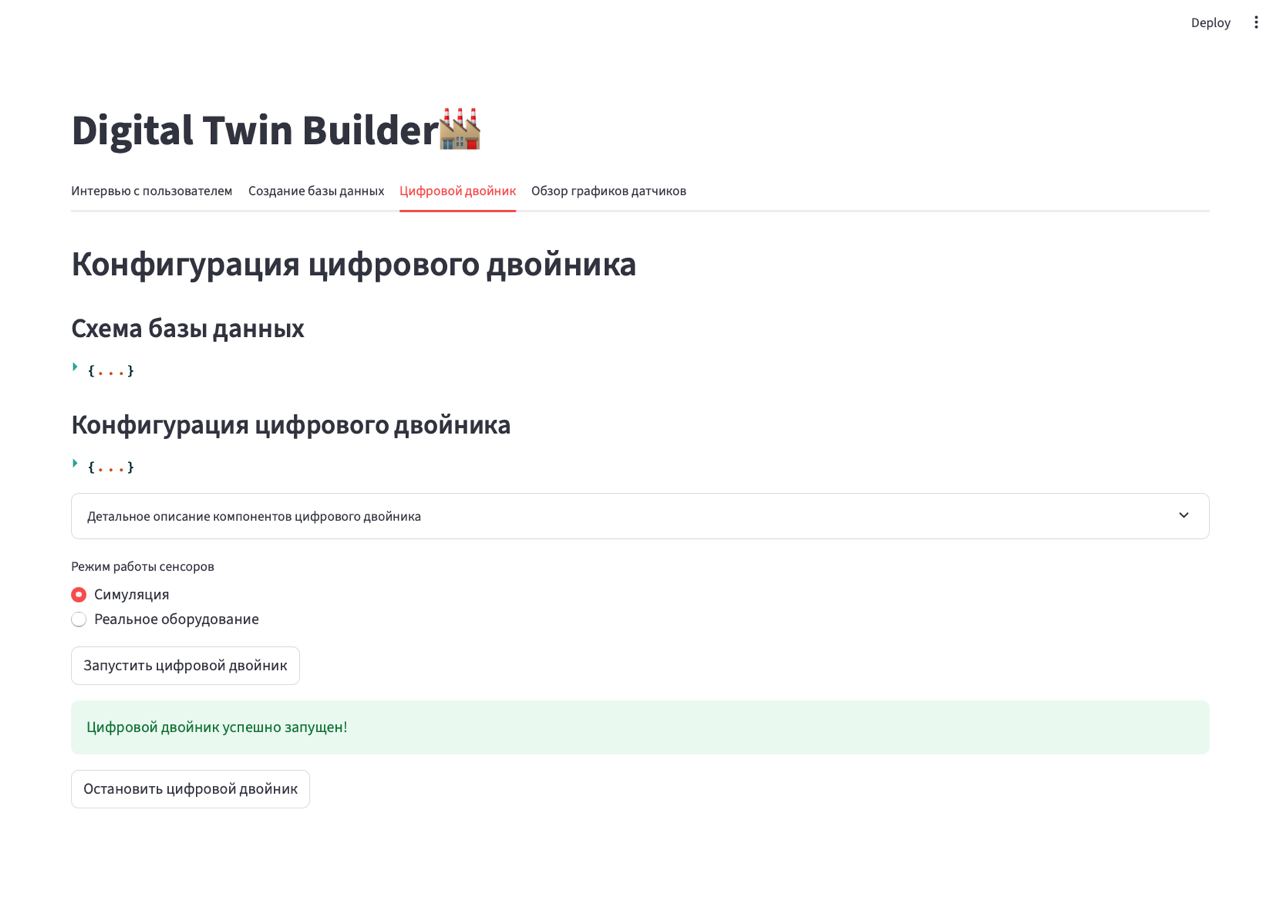 Deploy
Digital Twin Builder
Интервью с пользователем Создание базы данных Цифровой двойник Обзор графиков датчиков
Конфигурация цифрового двойника
Схема базы данных
{...}
Конфигурация цифрового двойника
{...}
Детальное описание компонентов цифрового двойника
Режим работы сенсоров
Симуляция
Реальное оборудование
Запустить цифровой двойник
Цифровой двойник успешно запущен!
Остановить цифровой двойник